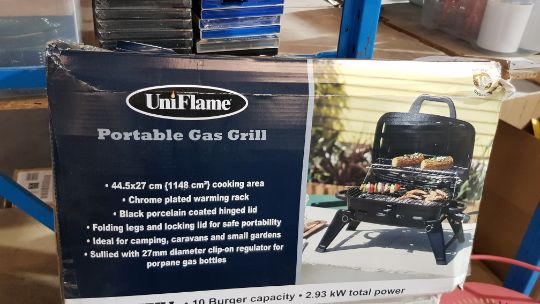 UniFlame
Portable Gas Grill
• 44.5x27 cm (1148 cm²) cooking area
• Chrome plated warming rack
• Black porcelain coated hinged lid
• Folding legs and locking lid for safe portability
• Ideal for camping, caravans and small gardens
• Sullied with 27mm diameter clip-on regulator for
porpane gas bottles
• 10 Burger capacity • 2.93 kW total power